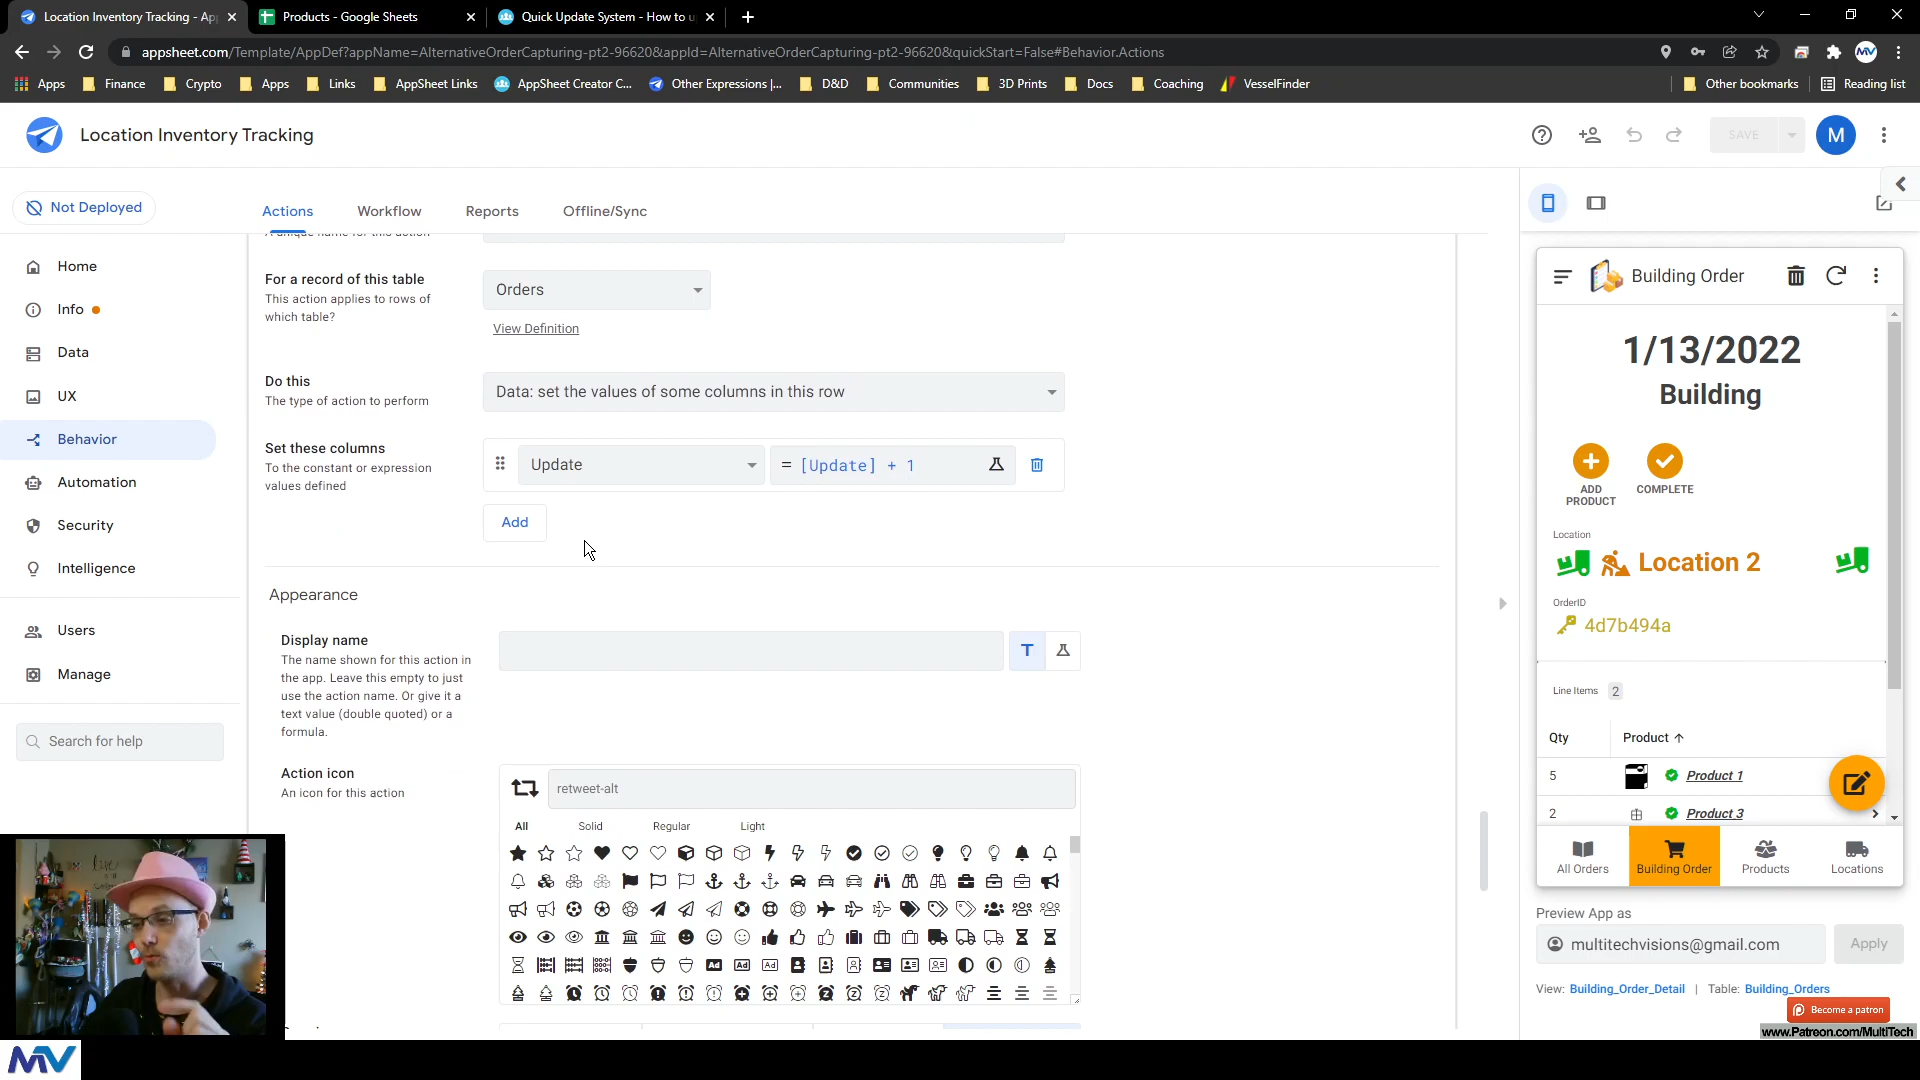 Location Inventory Tracking - Ap
Products - Google Sheets
Quick Update System - How to u
appsheet.com/Template/AppDef?appName=AlternativeOrderCapturing-pt2-96620&appId=AlternativeOrderCapturing-pt2-96620&quickStart=False#Behavior.Actions
Apps
Finance
Crypto
Apps
Links
AppSheet Links
AppSheet Creator C...
Other Expressions |...
D&D
Communities
3D Prints
Docs
Coaching
VesselFinder
Other bookmarks
Reading list
Location Inventory Tracking
SAVE
M
Not Deployed
Home
Info
Data
UX
Behavior
Automation
Security
Intelligence
Users
Manage
Search for help
Actions
Workflow
Reports
Offline/Sync
A unique name for this action
For a record of this table
This action applies to rows of
which table?
Orders
View Definition
Do this
The type of action to perform
Data: set the values of some columns in this row
Set these columns
To the constant or expression
values defined
Update
= [Update] + 1
Add
Appearance
Display name
The name shown for this action in
the app. Leave this empty to just
use the action name. Or give it a
text value (double quoted) or a
formula.
T
Action icon
An icon for this action
retweet-alt
All
Solid
Regular
Light
Building Order
1/13/2022
Building
ADD
PRODUCT
COMPLETE
Location
Location 2
OrderID
4d7b494a
Line Items 2
Qty
Product
5
Product 1
2
Product 3
All Orders
Building Order
Products
Locations
Preview App as
multitechvisions@gmail.com
Apply
View: Building_Order_Detail | Table: Building_Orders
Become a patron
www.Patreon.com/MultiTech
MV